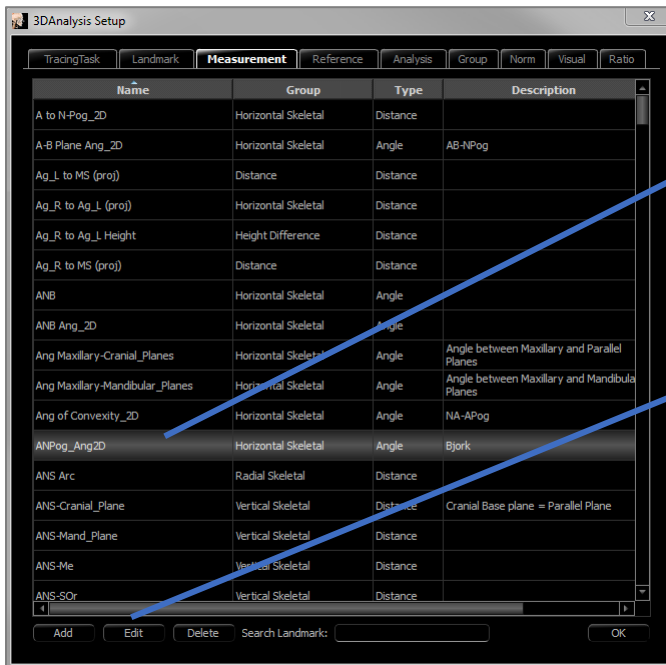 3DAnalysis Setup
x
TracingTask Landmark Measurement Reference Analysis Group Norm Visual Ratio
Name Group Type Description
A to N-Pog_2D Horizontal Skeletal Distance
A-B Plane Ang_2D Horizontal Skeletal Angle AB-NPog
Ag_L to MS (proj) Distance Distance
Ag_R to Ag_L (proj) Horizontal Skeletal Distance
Ag_R to Ag_L Height Height Difference Distance
Ag_R to MS (proj) Distance Distance
ANB Horizontal Skeletal Angle
ANB Ang_2D Horizontal Skeletal Angle
Ang Maxillary-Cranial_Planes Horizontal Skeletal Angle Angle between Maxillary and Parallel
Planes
Ang Maxillary-Mandibular_Planes Horizontal Skeletal Angle Angle between Maxillary and Mandibula
Planes
Ang of Convexity_2D Horizontal Skeletal Angle NA-APog
ANPog_Ang2D Horizontal Skeletal Angle Bjork
ANS Arc Radial Skeletal Distance
ANS-Cranial_Plane Vertical Skeletal Distance Cranial Base plane = Parallel Plane
ANS-Mand_Plane Vertical Skeletal Distance
ANS-Me Vertical Skeletal Distance
ANS-SOr Vertical Skeletal Distance
Add Edit Delete Search Landmark: OK